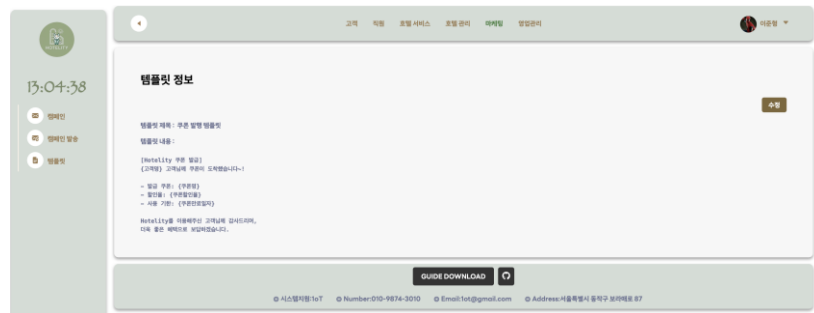 HOTELITY
고객 직원 호텔 서비스 호텔 관리 마케팅 영업관리
이준형
13:04:38
캠페인
캠페인 발송
템플릿
템플릿 정보
수정
템플릿 제목 : 쿠폰 발행 템플릿
템플릿 내용 :
[Hotelity 쿠폰 발급]
{고객명} 고객님께 쿠폰이 도착했습니다~!
- 발급 쿠폰: {쿠폰명}
- 할인율: {쿠폰할인율}
- 사용 기한: {쿠폰만료일자}
Hotelity를 이용해주신 고객님께 감사드리며,
더욱 좋은 혜택으로 보답하겠습니다.
GUIDE DOWNLOAD
시스템지원:1oT Number:010-9874-3010 Email:1ot@gmail.com Address:서울특별시 동작구 보라매로 87